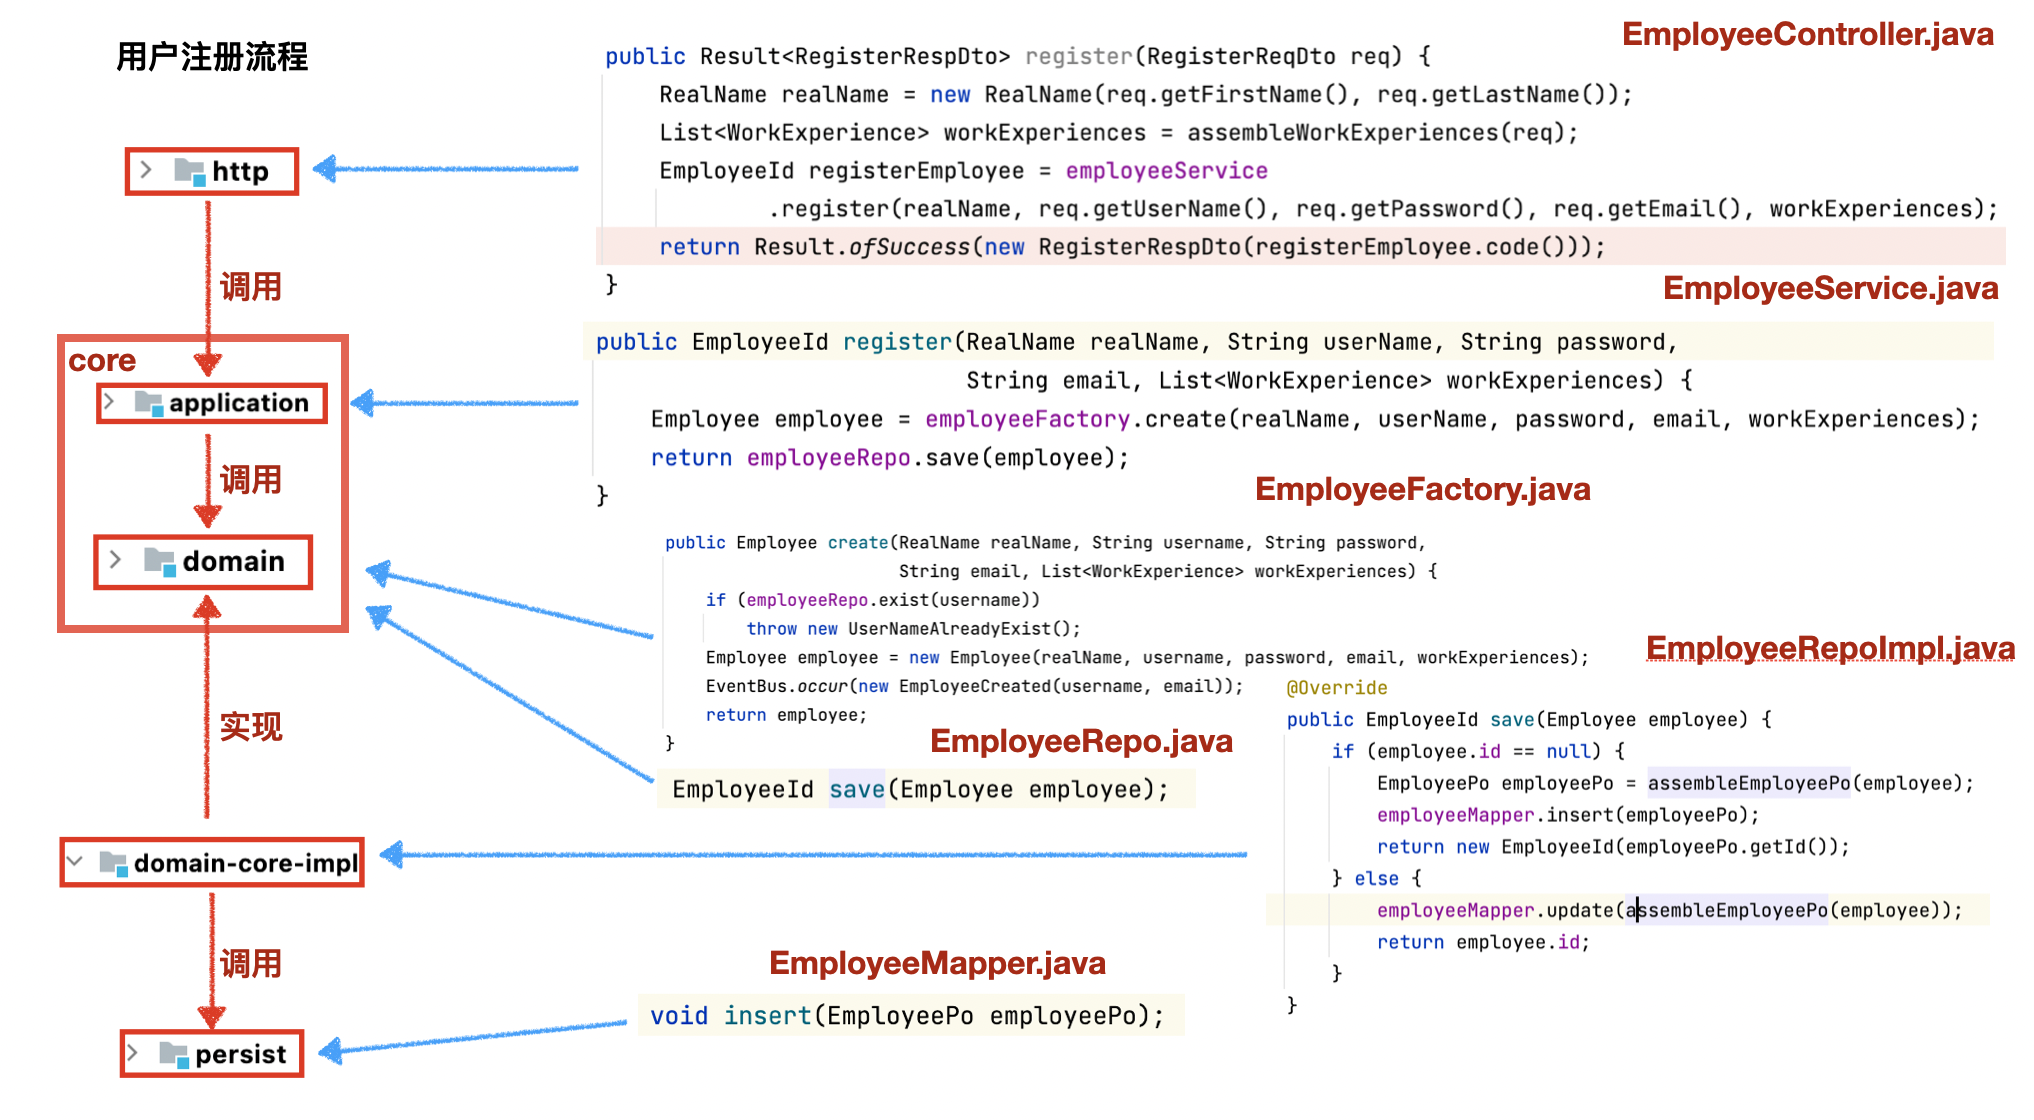 用户注册流程
EmployeeController.java
public Result<RegisterRespDto> register(RegisterReqDto req) {
RealName realName = new RealName(req.getFirstName(), req.getLastName());
List<WorkExperience> workExperiences = assembleWorkExperiences(req);
EmployeeId registerEmployee = employeeService
.register(realName, req.getUserName(), req.getPassword(), req.getEmail(), workExperiences);
return Result.ofSuccess(new RegisterRespDto(registerEmployee.code()));
}
http
调用
EmployeeService.java
public EmployeeId register(RealName realName, String userName, String password,
String email, List<WorkExperience> workExperiences) {
Employee employee = employeeFactory.create(realName, userName, password, email, workExperiences);
return employeeRepo.save(employee);
}
core
application
调用
domain
EmployeeFactory.java
public Employee create(RealName realName, String username, String password,
String email, List<WorkExperience> workExperiences) {
if (employeeRepo.exist(username))
throw new UserNameAlreadyExist();
Employee employee = new Employee(realName, username, password, email, workExperiences);
EventBus.occur(new EmployeeCreated(username, email));
return employee;
}
EmployeeRepo.java
EmployeeId save(Employee employee);
EmployeeRepoImpl.java
@Override
public EmployeeId save(Employee employee) {
if (employee.id == null) {
EmployeePo employeePo = assembleEmployeePo(employee);
employeeMapper.insert(employeePo);
return new EmployeeId(employeePo.getId());
} else {
employeeMapper.update(assembleEmployeePo(employee));
return employee.id;
}
}
实现
domain-core-impl
调用
EmployeeMapper.java
void insert(EmployeePo employeePo);
persist